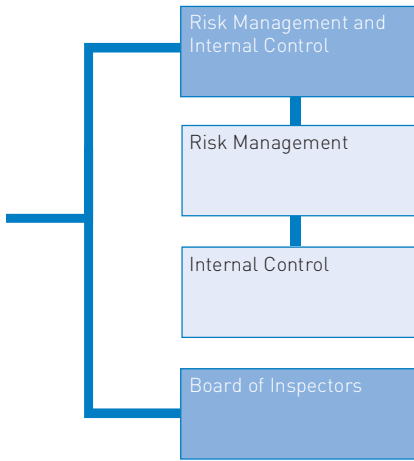 Risk Management and
Internal Control
Risk Management
Internal Control
Board of Inspectors